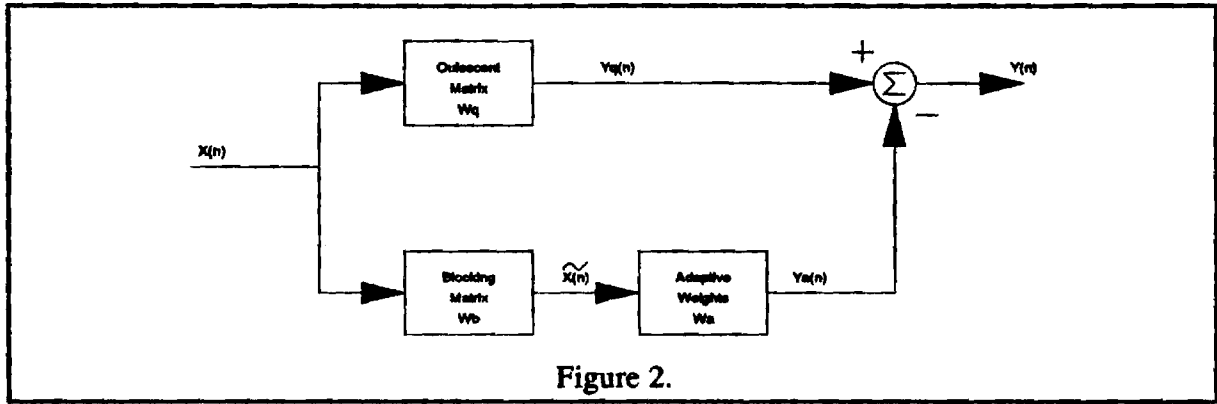 Quiescent
Matrix
Wq
Yq(n)
+
Σ
Y(n)
−
X(n)
Blocking
Matrix
Wb
X̃(n)
Adaptive
Weights
Wa
Ya(n)
Figure 2.